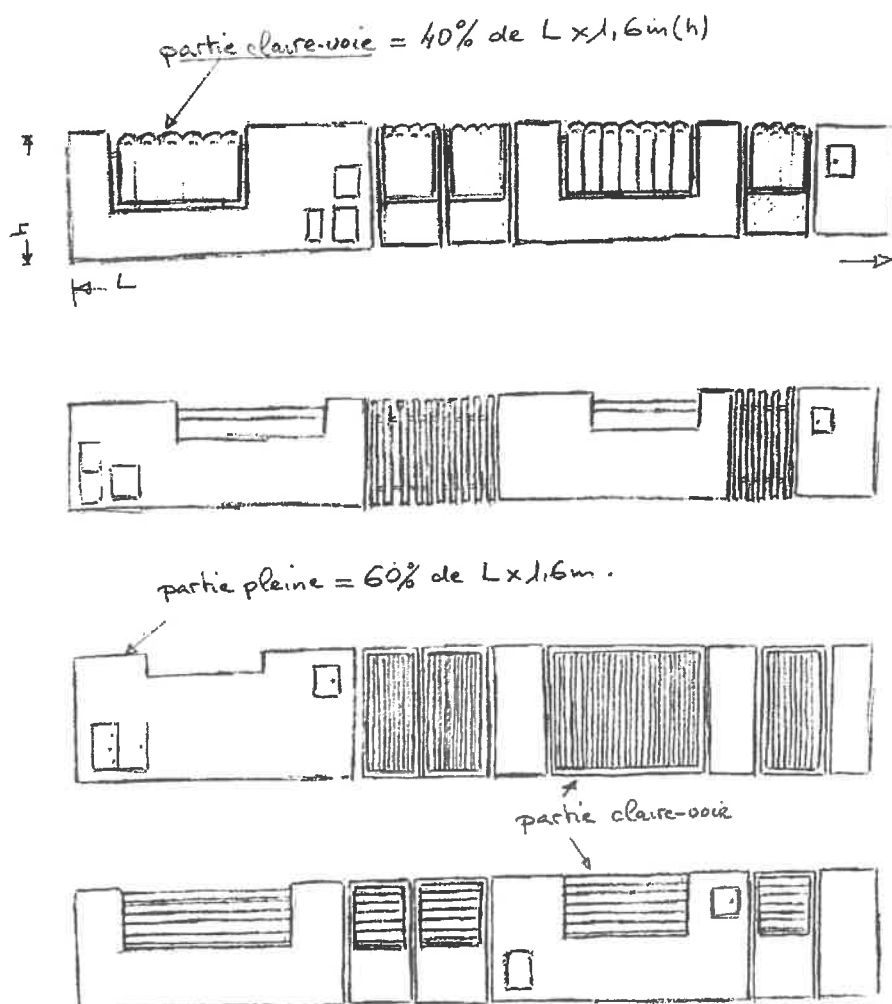 partie claire-voie = 40% de L x 1,6m (h)
h
L
partie pleine = 60% de L x 1,6m.
partie claire-voie